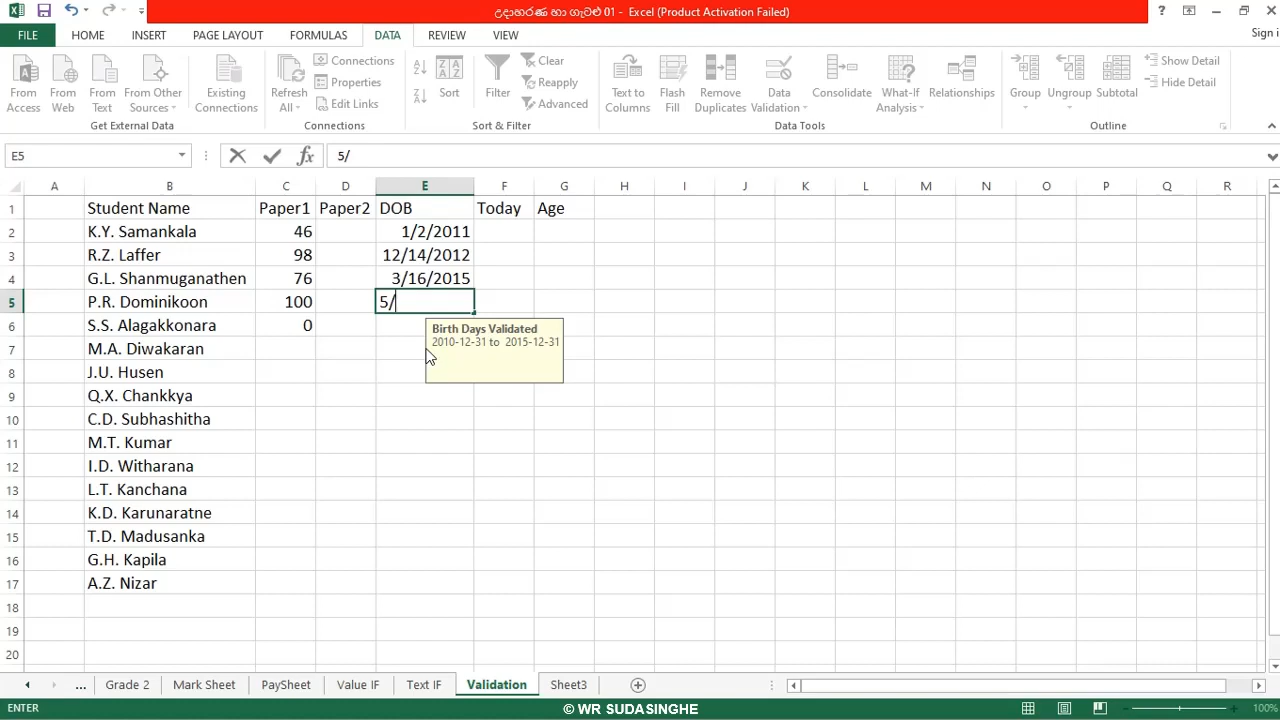 උදාහරණ හා ගැටළු 01 - Excel (Product Activation Failed)
FILE HOME INSERT PAGE LAYOUT FORMULAS DATA REVIEW VIEW Sign i
From Access From Web From Text From Other Sources Existing Connections Refresh All Connections Properties Edit Links Sort Filter Clear Reapply Advanced Text to Columns Flash Fill Remove Duplicates Data Validation Consolidate What-If Analysis Relationships Group Ungroup Subtotal Show Detail Hide Detail
Get External Data Connections Sort & Filter Data Tools Outline
E5 fx 5/
A B C D E F G H I J K L M N O P Q R
1 Student Name Paper1 Paper2 DOB Today Age
2 K.Y. Samankala 46 1/2/2011
3 R.Z. Laffer 98 12/14/2012
4 G.L. Shanmuganathen 76 3/16/2015
5 P.R. Dominikoon 100 5/
6 S.S. Alagakkonara 0
Birth Days Validated
2010-12-31 to 2015-12-31
7 M.A. Diwakaran
8 J.U. Husen
9 Q.X. Chankkya
10 C.D. Subhashitha
11 M.T. Kumar
12 I.D. Witharana
13 L.T. Kanchana
14 K.D. Karunaratne
15 T.D. Madusanka
16 G.H. Kapila
17 A.Z. Nizar
18
19
20
... Grade 2 Mark Sheet PaySheet Value IF Text IF Validation Sheet3
ENTER © WR SUDASINGHE 100%